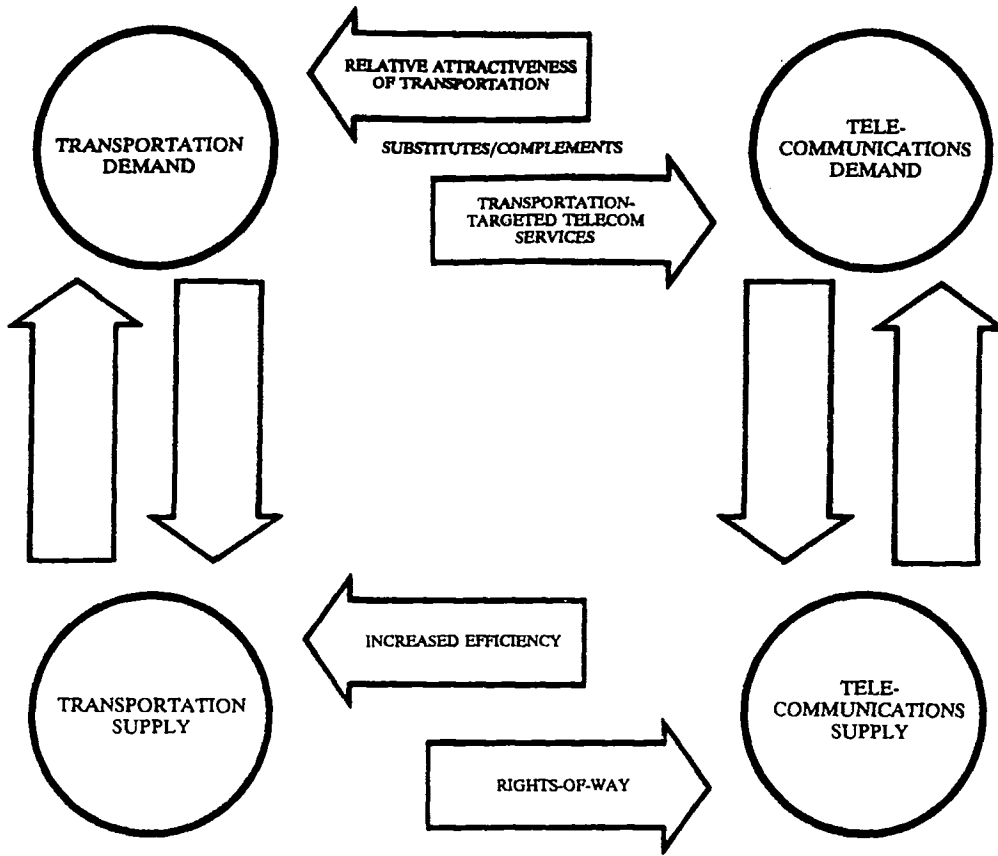 RELATIVE ATTRACTIVENESS
OF TRANSPORTATION
TRANSPORTATION
DEMAND
SUBSTITUTES/COMPLEMENTS
TELE-
COMMUNICATIONS
DEMAND
TRANSPORTATION-
TARGETED TELECOM
SERVICES
INCREASED EFFICIENCY
TRANSPORTATION
SUPPLY
TELE-
COMMUNICATIONS
SUPPLY
RIGHTS-OF-WAY